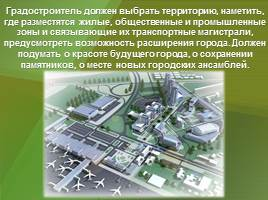 Градостроитель должен выбрать территорию, наметить,
где разместятся жилые, общественные и промышленные
зоны и связывающие их транспортные магистрали,
предусмотреть возможность расширения города. Должен
подумать о красоте будущего города, о сохранении
памятников, о месте новых городских ансамблей.